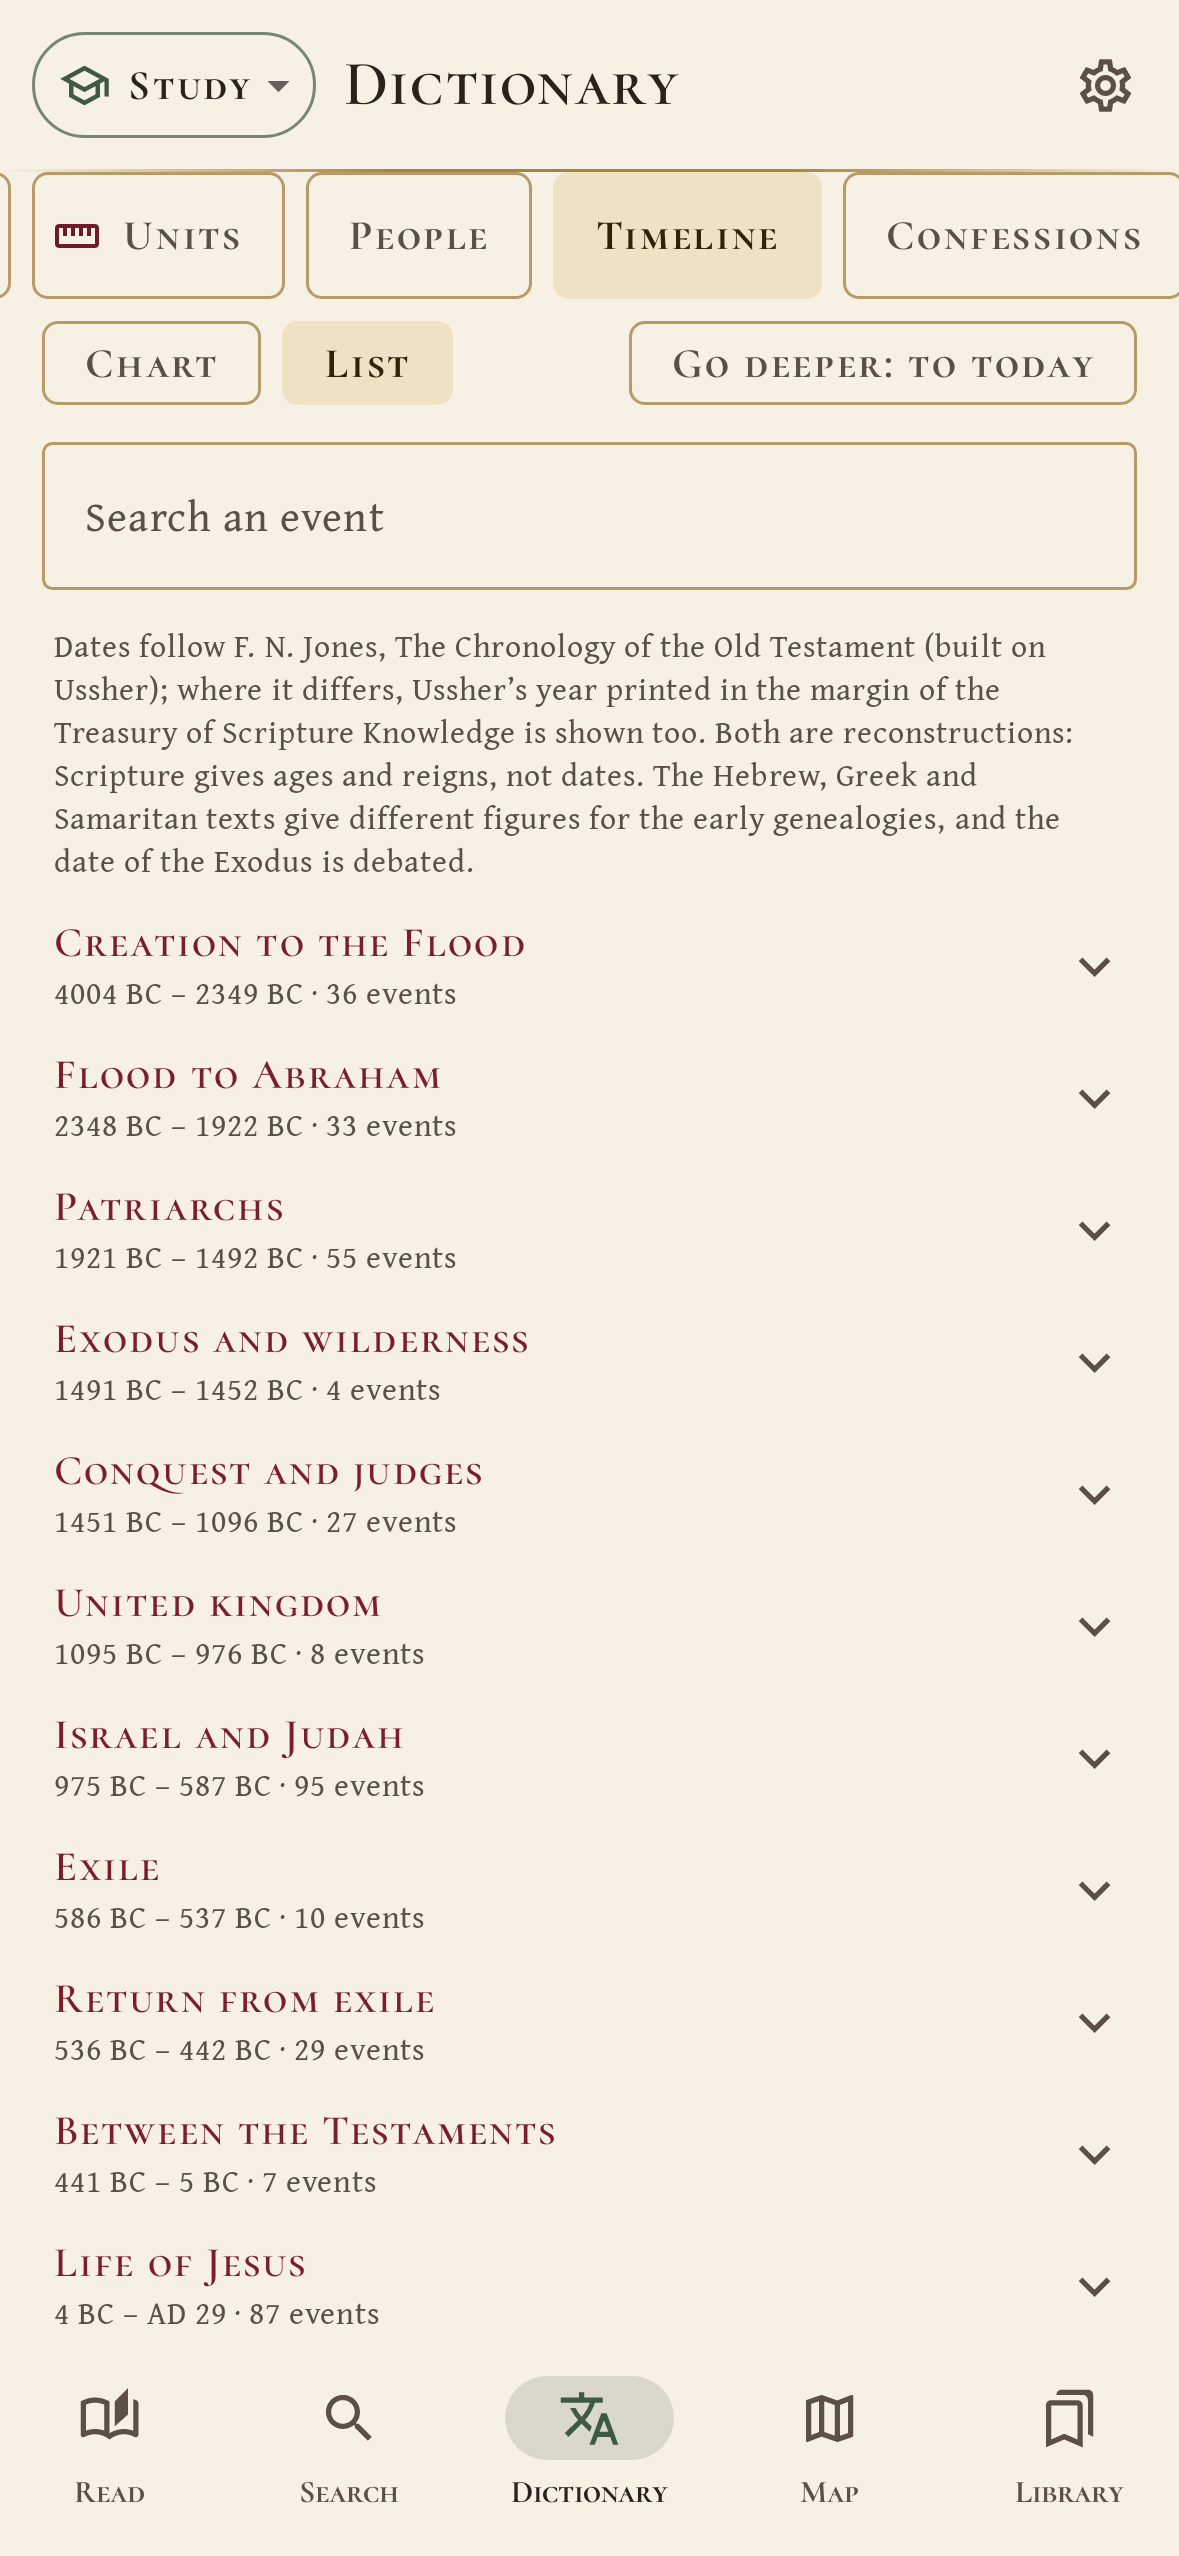 Study
Dictionary
Units
People
Timeline
Confessions
Chart
List
Go deeper: to today
Search an event
Dates follow F. N. Jones, The Chronology of the Old Testament (built on
Ussher); where it differs, Ussher’s year printed in the margin of the
Treasury of Scripture Knowledge is shown too. Both are reconstructions:
Scripture gives ages and reigns, not dates. The Hebrew, Greek and
Samaritan texts give different figures for the early genealogies, and the
date of the Exodus is debated.
Creation to the Flood
4004 BC – 2349 BC · 36 events
Flood to Abraham
2348 BC – 1922 BC · 33 events
Patriarchs
1921 BC – 1492 BC · 55 events
Exodus and wilderness
1491 BC – 1452 BC · 4 events
Conquest and judges
1451 BC – 1096 BC · 27 events
United kingdom
1095 BC – 976 BC · 8 events
Israel and Judah
975 BC – 587 BC · 95 events
Exile
586 BC – 537 BC · 10 events
Return from exile
536 BC – 442 BC · 29 events
Between the Testaments
441 BC – 5 BC · 7 events
Life of Jesus
4 BC – AD 29 · 87 events
Read
Search
Dictionary
Map
Library